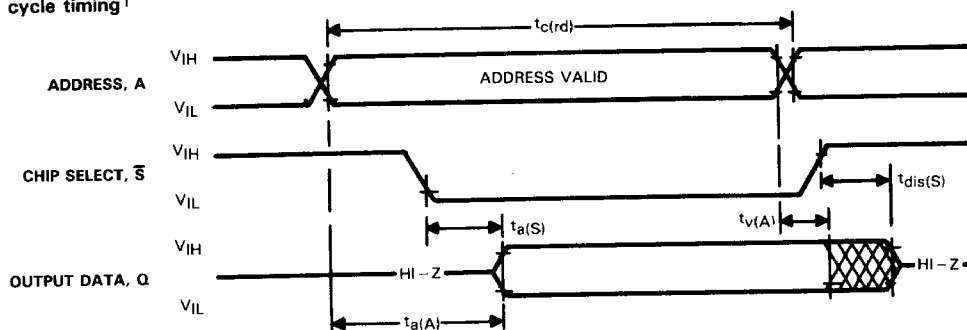 cycle timing†
tc(rd)
VIH
ADDRESS, A
ADDRESS VALID
VIL
VIH
CHIP SELECT, S̅
tdis(S)
VIL
ta(S)
tv(A)
VIH
OUTPUT DATA, Q
HI–Z
HI–Z
VIL
ta(A)